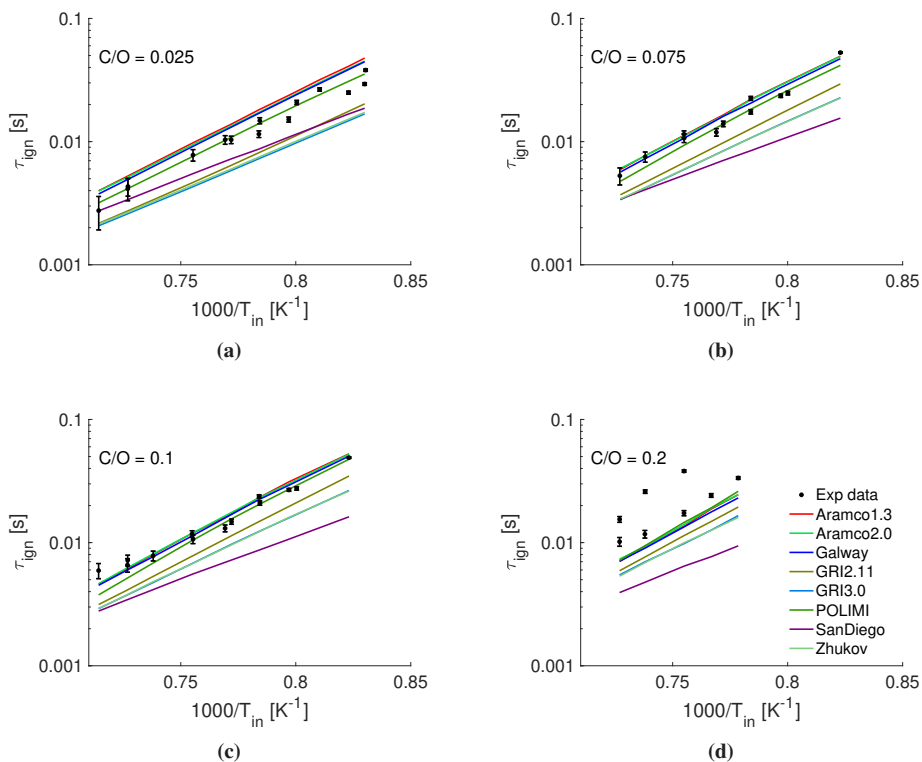 0.1
C/O = 0.025
0.01
τign [s]
0.001
0.75
0.8
0.85
1000/Tin [K-1]
(a)
0.1
C/O = 0.075
0.01
τign [s]
0.001
0.75
0.8
0.85
1000/Tin [K-1]
(b)
0.1
C/O = 0.1
0.01
τign [s]
0.001
0.75
0.8
0.85
1000/Tin [K-1]
(c)
0.1
C/O = 0.2
0.01
τign [s]
0.001
Exp data
Aramco1.3
Aramco2.0
Galway
GRI2.11
GRI3.0
POLIMI
SanDiego
Zhukov
0.75
0.8
0.85
1000/Tin [K-1]
(d)